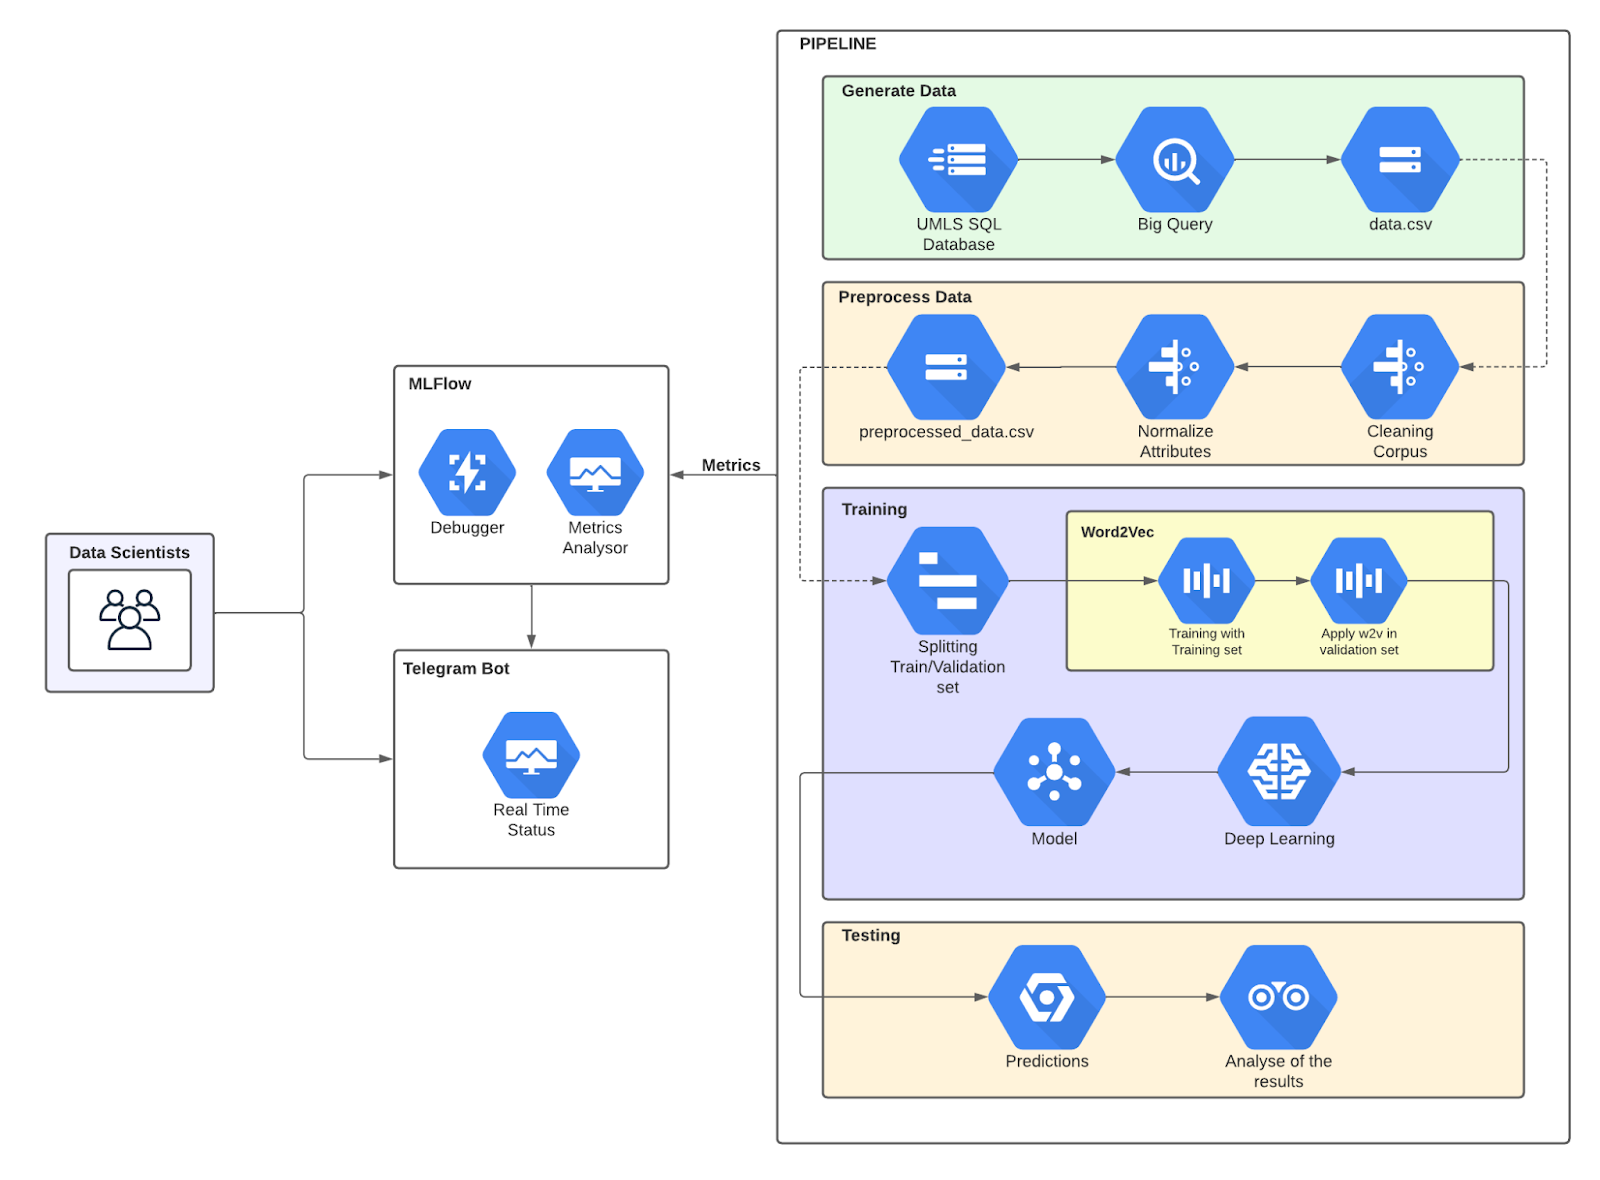 PIPELINE
Generate Data
UMLS SQL
Database
Big Query
data.csv
Preprocess Data
preprocessed_data.csv
Normalize
Attributes
Cleaning
Corpus
MLFlow
Debugger
Metrics
Analysor
Metrics
Data Scientists
Telegram Bot
Real Time
Status
Training
Splitting
Train/Validation
set
Word2Vec
Training with
Training set
Apply w2v in
validation set
Model
Deep Learning
Testing
Predictions
Analyse of the
results